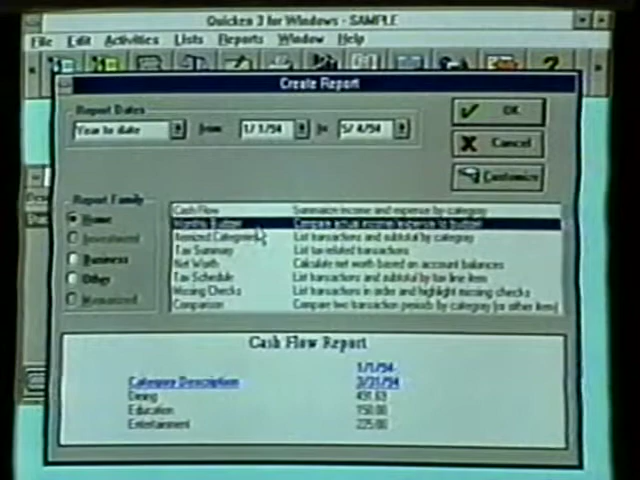 Quicken 3 for Windows - SAMPLE
File Edit Activities Lists Reports Window Help
Create Report
Report Dates
Year to date from 1/ 1/94 to 5/ 4/94
OK
Cancel
Customize
Report Family
Home
Investment
Business
Other
Memorized
Cash Flow Summarize income and expense by category
Monthly Budget Compare actual income/expense to budget
Itemized Categories List transactions and subtotal by category
Tax Summary List tax-related transactions
Net Worth Calculate net worth based on account balances
Tax Schedule List transactions and subtotal by tax line item
Missing Checks List transactions in order and highlight missing checks
Comparison Compare two transaction periods by category (or other item)
Cash Flow Report
1/1/94
Category Description 3/31/94
Dining 431.63
Education 150.00
Entertainment 225.00